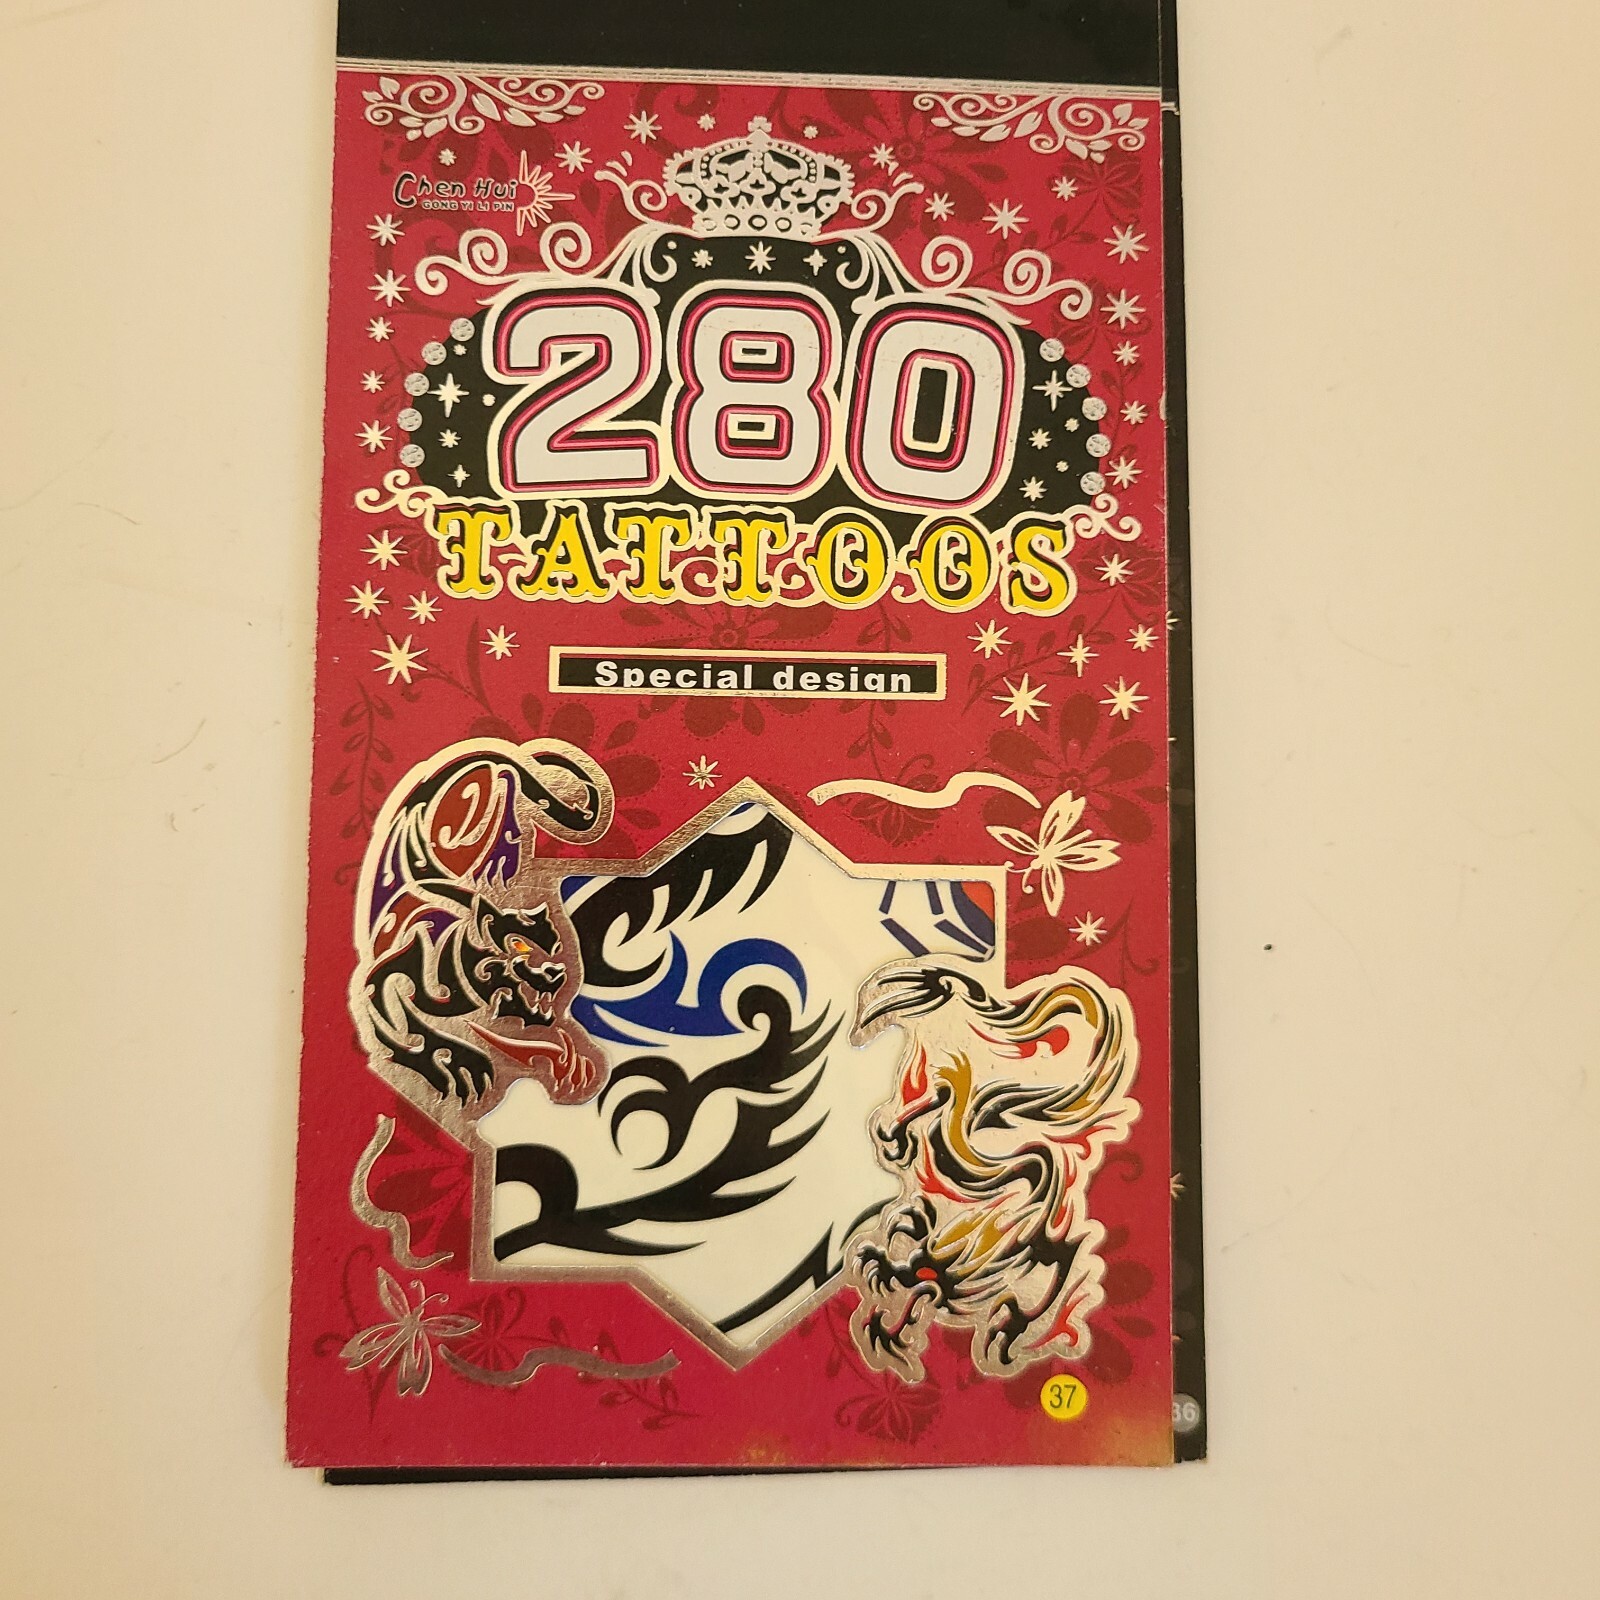 Chen Hui
GONG YI LI PIN
280
TATTOOS
Special design
37
36